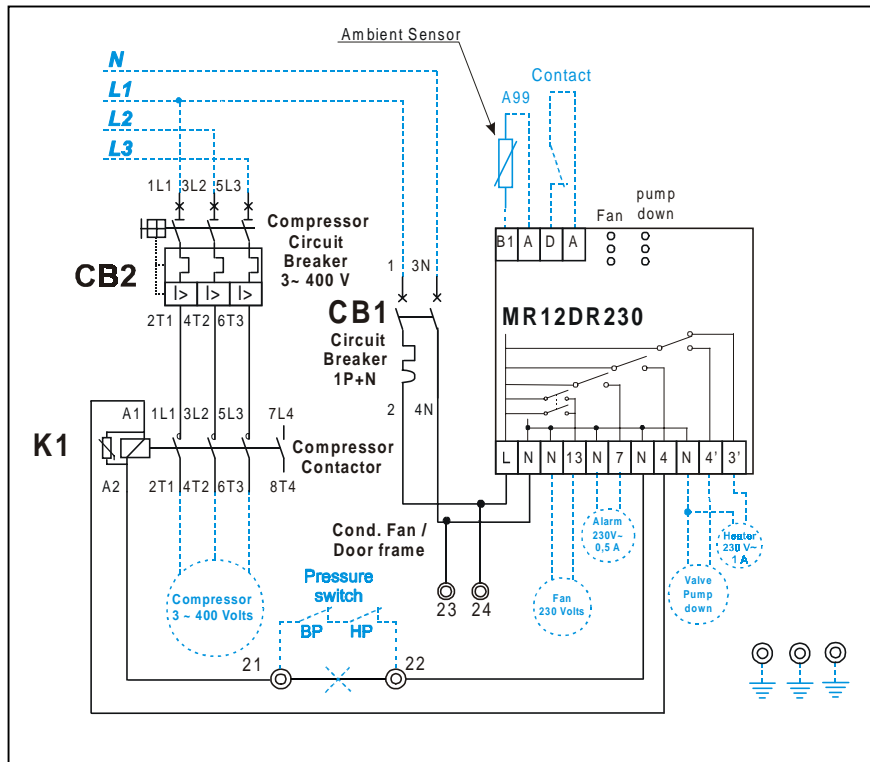 Ambient Sensor
N
L1
L2
L3
Contact
A99
pump
down
Fan
1L1 3L2 5L3
B1 A D A
Compressor
Circuit
Breaker
3~ 400 V
CB2
I> I> I>
2T1 4T2 6T3
1 3N
CB1
Circuit
Breaker
1P+N
2 4N
MR12DR230
L N N 13 N 7 N 4 N 4' 3'
K1
A1
1L1 3L2 5L3 7L4
A2
2T1 4T2 6T3 8T4
Compressor
Contactor
Cond. Fan /
Door frame
23 24
Alarm
230V~
0,5 A
Heater
230 V~
1 A
Fan
230 Volts
Valve
Pump
down
Compressor
3 ~ 400 Volts
Pressure
switch
BP HP
21 22